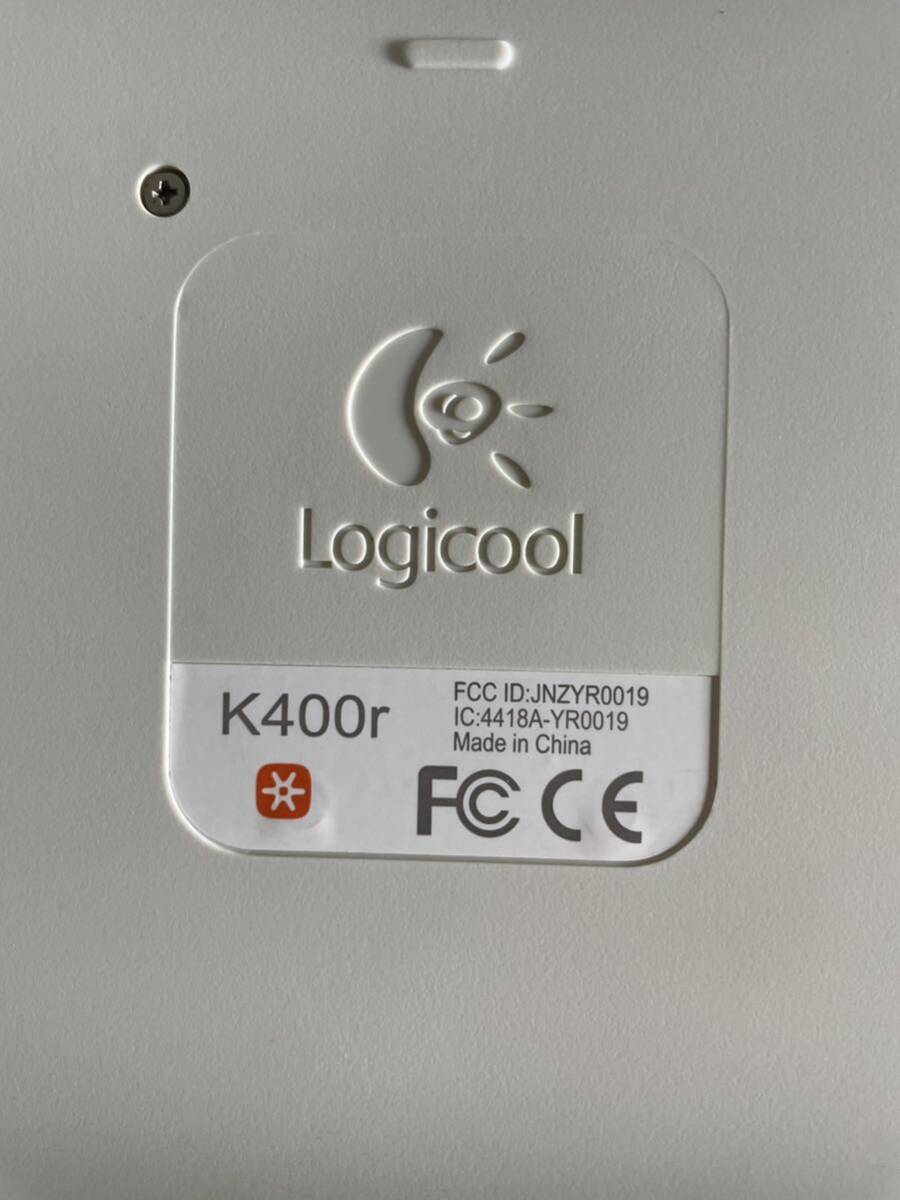 Logicool
K400r
FCC ID:JNZYR0019
IC:4418A-YR0019
Made in China
FC CE